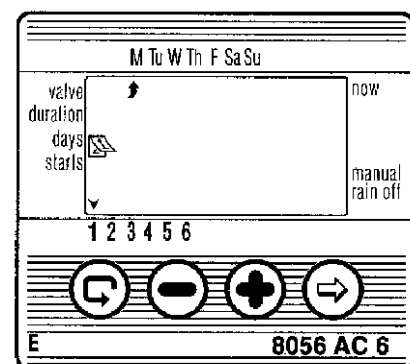 M Tu W Th F Sa Su
valve
duration
days
starts
now
manual
rain off
1 2 3 4 5 6
E
8056 AC 6